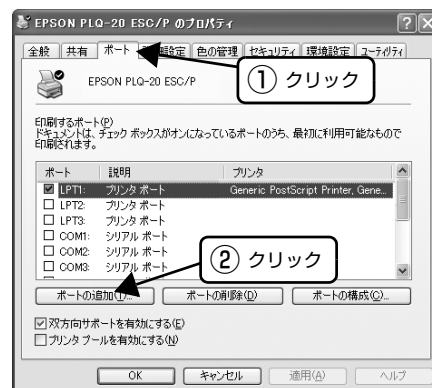 EPSON PLQ-20 ESC/P のプロパティ
全般 共有 ポート 設定 色の管理 セキュリティ 環境設定 ユーティリティ
① クリック
EPSON PLQ-20 ESC/P
印刷するポート(P)
ドキュメントは、チェック ボックスがオンになっているポートのうち、最初に利用可能なもので
印刷されます。
ポート 説明 プリンタ
LPT1: プリンタ ポート Generic PostScript Printer, Gene...
LPT2: プリンタ ポート
LPT3: プリンタ ポート
COM1: シリアル ポート
COM2: シリアル ポート
COM3: シリアル ポート
② クリック
ポートの追加(T)... ポートの削除(D) ポートの構成(C)...
双方向サポートを有効にする(E)
プリンタ プールを有効にする(N)
OK キャンセル 適用(A) ヘルプ